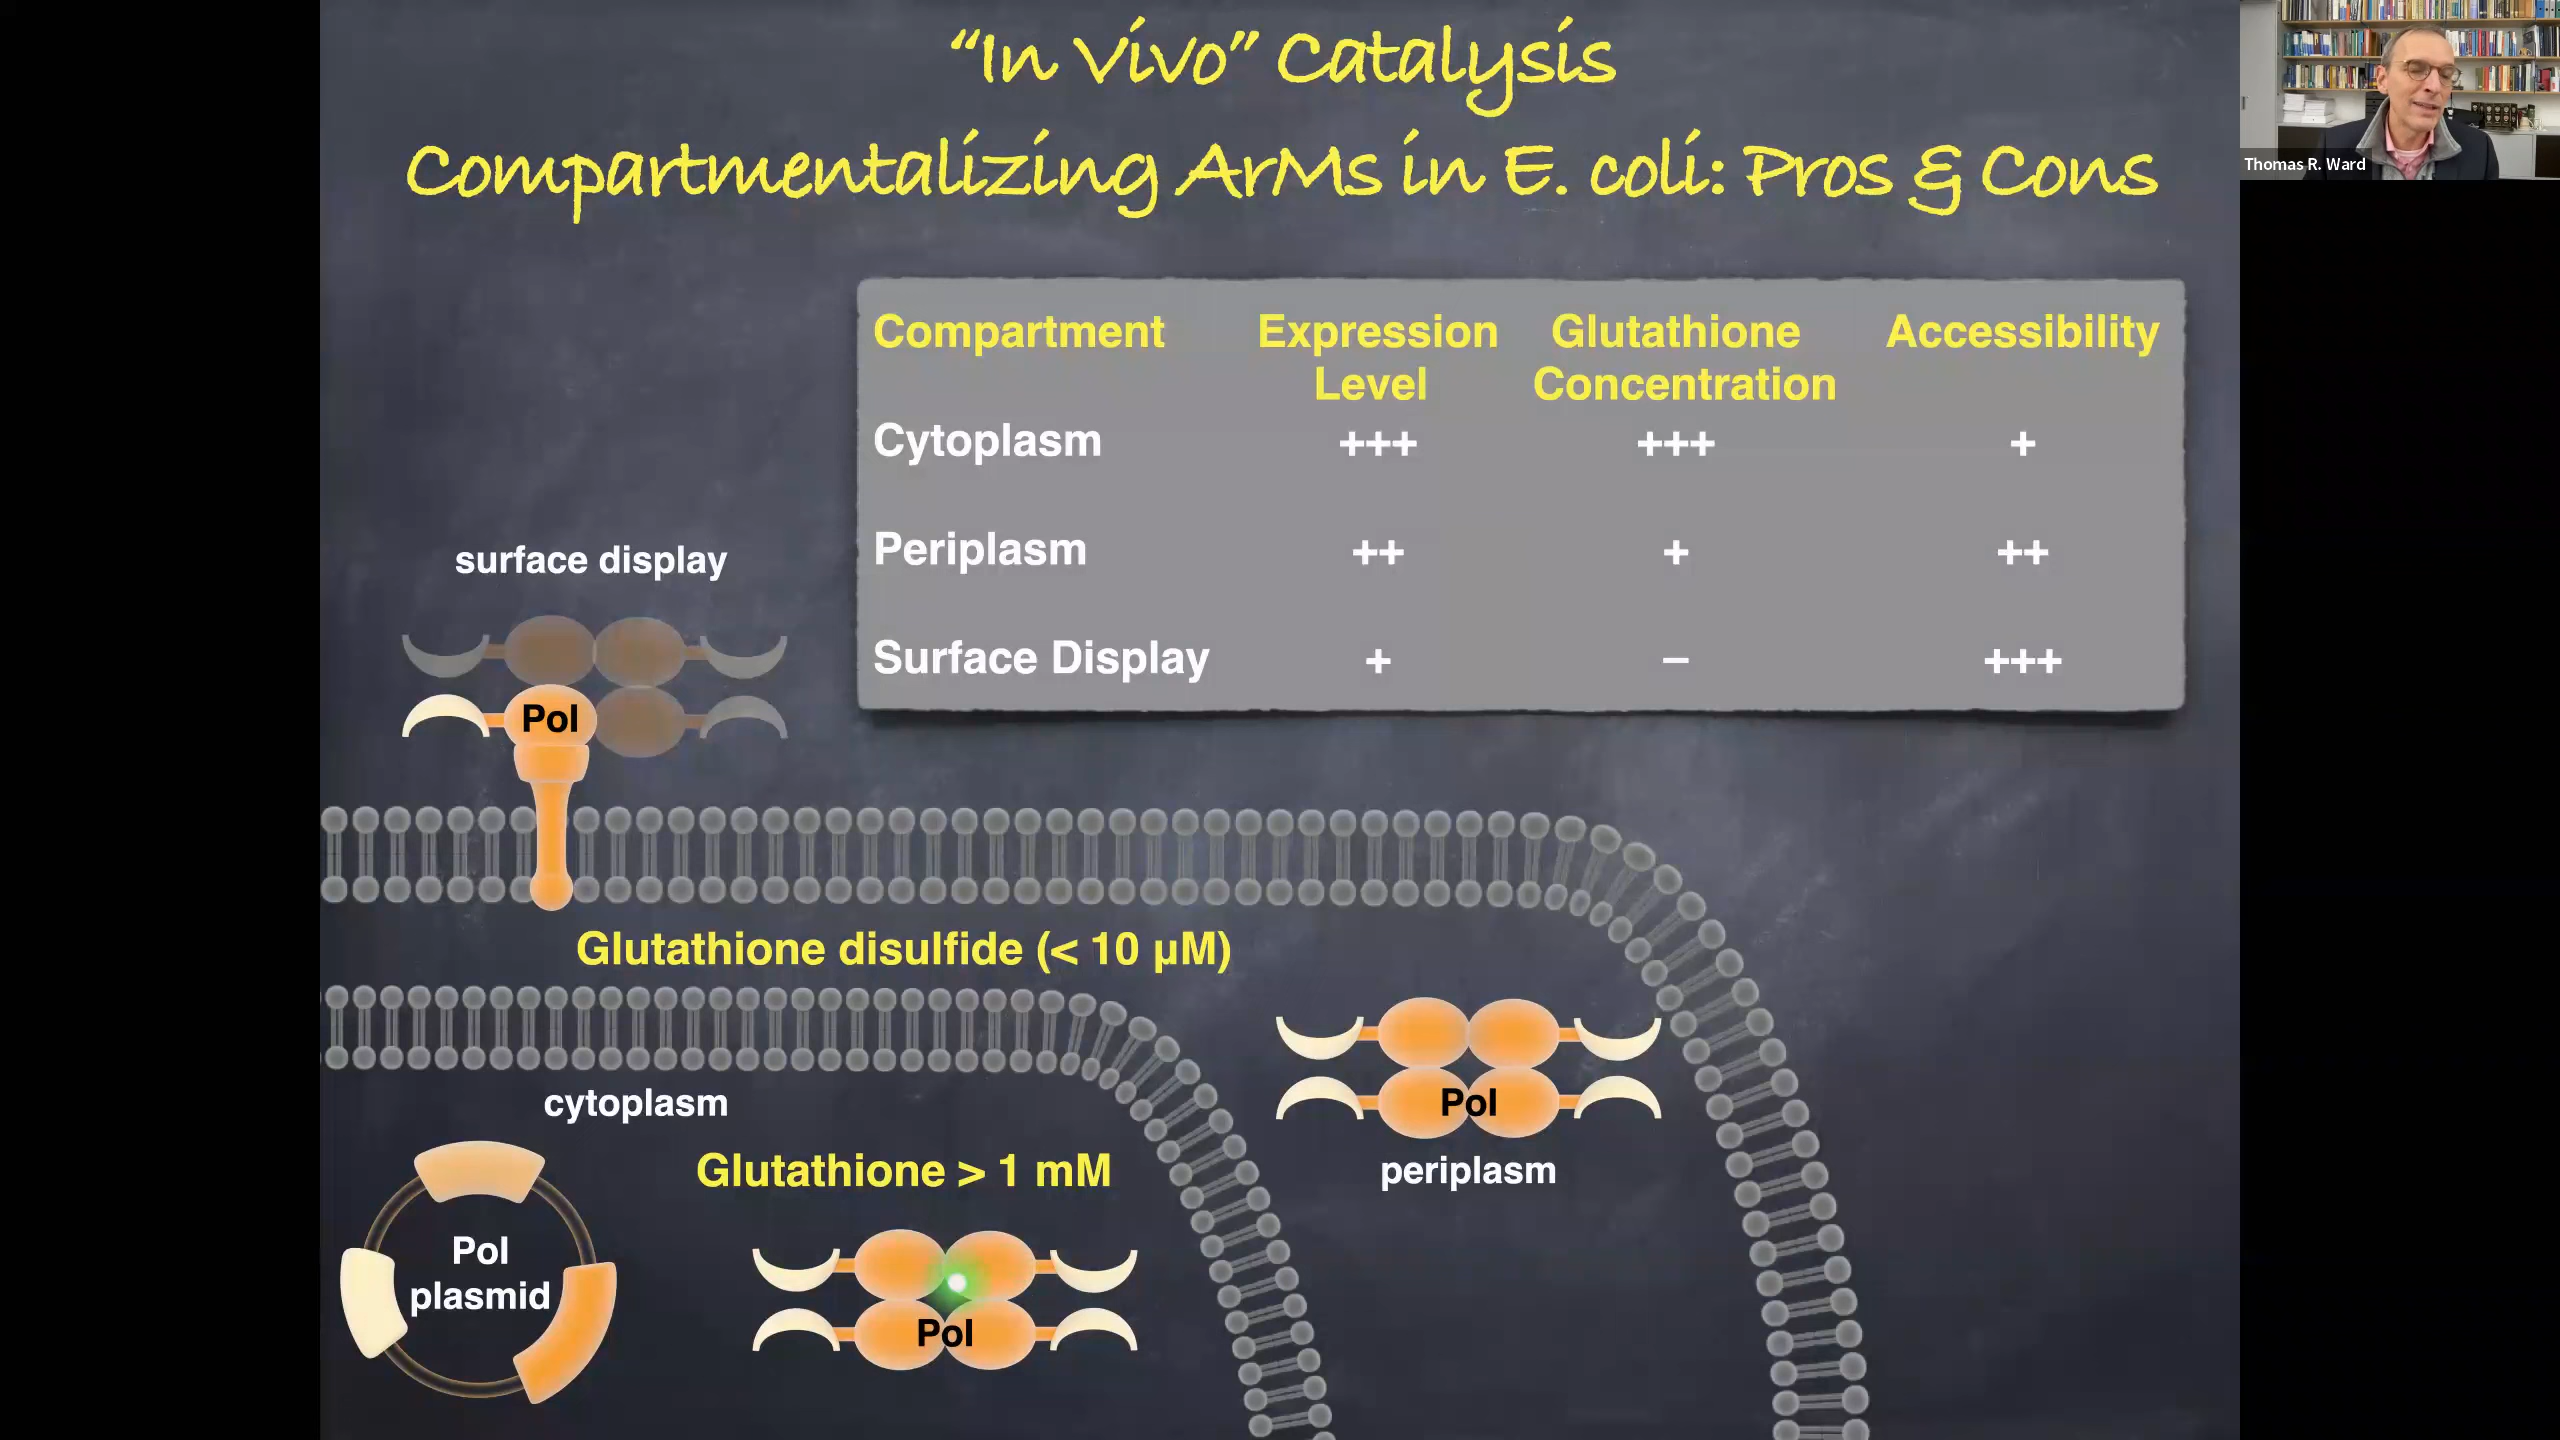 “In Vivo” Catalysis
Compartmentalizing ArMs in E. coli: Pros & Cons
Thomas R. Ward
Compartment Expression Level Glutathione Concentration Accessibility
Cytoplasm +++ +++ +
Periplasm ++ + ++
Surface Display + – +++
surface display
Pol
Glutathione disulfide (< 10 µM)
cytoplasm
Glutathione > 1 mM
Pol
periplasm
Pol
plasmid
Pol